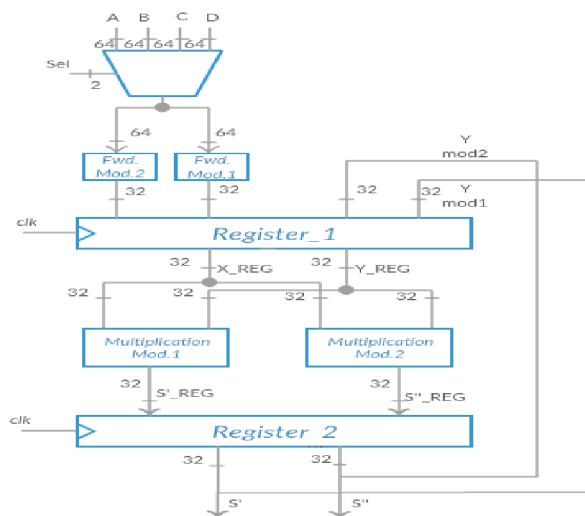 A B C D
64 64 64 64
Sel
2
64 64
Y
mod2
Fwd.
Mod.2
Fwd.
Mod.1
32 32 32 32
Y
mod1
clk
Register_1
32 X_REG 32 Y_REG
32 32 32 32
Multiplication
Mod.1
Multiplication
Mod.2
32 S'_REG 32 S"_REG
clk
Register_2
32 32
S' S"